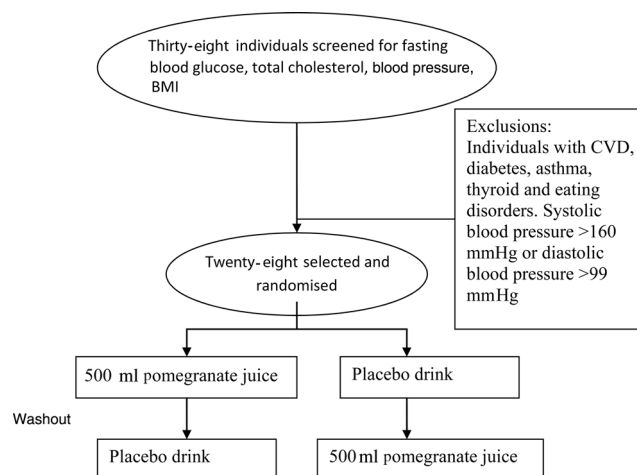 Thirty-eight individuals screened for fasting
blood glucose, total cholesterol, blood pressure,
BMI
Exclusions:
Individuals with CVD,
diabetes, asthma,
thyroid and eating
disorders. Systolic
blood pressure >160
mmHg or diastolic
blood pressure >99
mmHg
Twenty-eight selected and
randomised
500 ml pomegranate juice
Placebo drink
Washout
Placebo drink
500 ml pomegranate juice